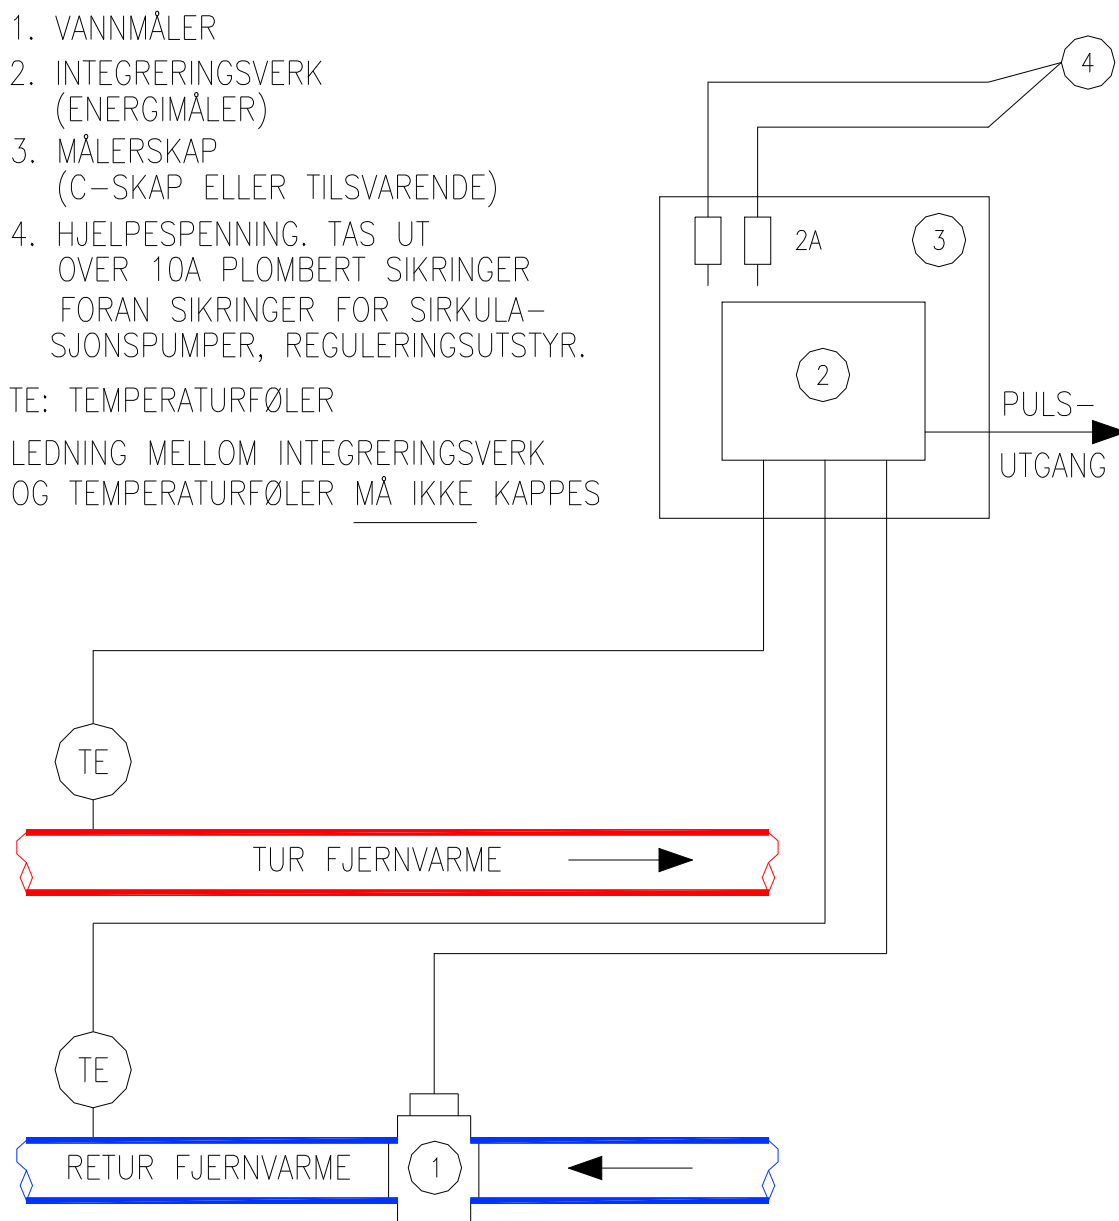 1. VANNMÅLER
2. INTEGRERINGSVERK
(ENERGIMÅLER)
3. MÅLERSKAP
(C-SKAP ELLER TILSVARENDE)
4. HJELPESPENNING. TAS UT
OVER 10A PLOMBERT SIKRINGER
FORAN SIKRINGER FOR SIRKULA-
SJONSPUMPER, REGULERINGSUTSTYR.
TE: TEMPERATURFØLER
LEDNING MELLOM INTEGRERINGSVERK
OG TEMPERATURFØLER MÅ IKKE KAPPES
4
2A
3
2
PULS-
UTGANG
TE
TUR FJERNVARME
TE
RETUR FJERNVARME
1